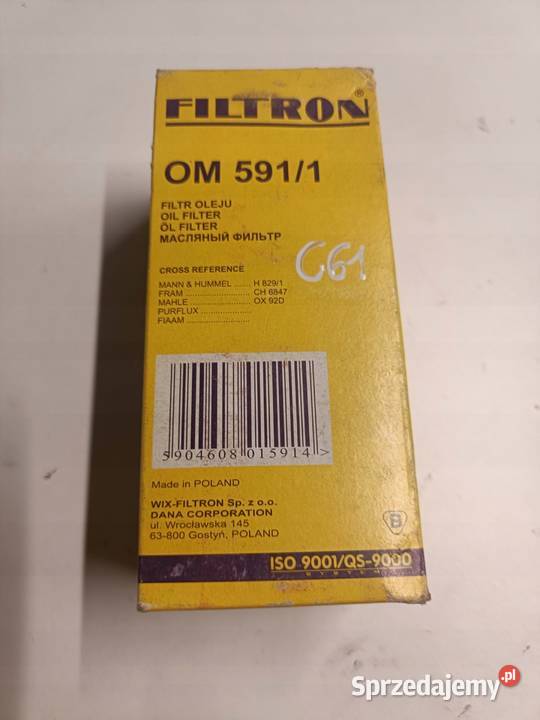 FILTRON®
OM 591/1
FILTR OLEJU
OIL FILTER
ÖL FILTER
МАСЛЯНЫЙ ФИЛЬТР
C61
CROSS REFERENCE
MANN & HUMMEL ...... H 829/1
FRAM .......................... CH 6847
MAHLE ........................ OX 92D
PURFLUX ....................
FIAAM .........................
5904608 015914 >
Made in POLAND
WIX-FILTRON Sp. z o.o.
DANA CORPORATION
ul. Wrocławska 145
63-800 Gostyń, POLAND
B
ISO 9001/QS-9000
SYSTEM
Sprzedajemy.pl